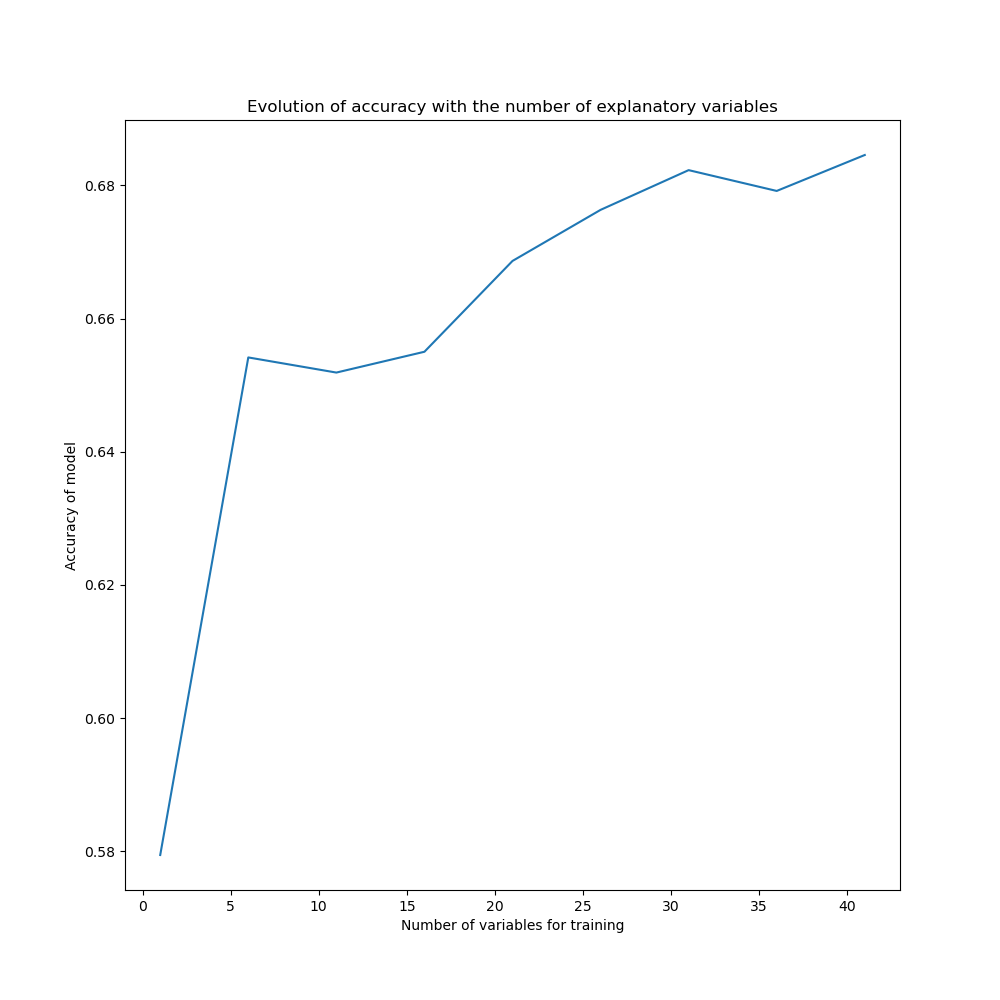 Evolution of accuracy with the number of explanatory variables
0.68
0.66
0.64
0.62
0.60
0.58
Accuracy of model
0 5 10 15 20 25 30 35 40
Number of variables for training